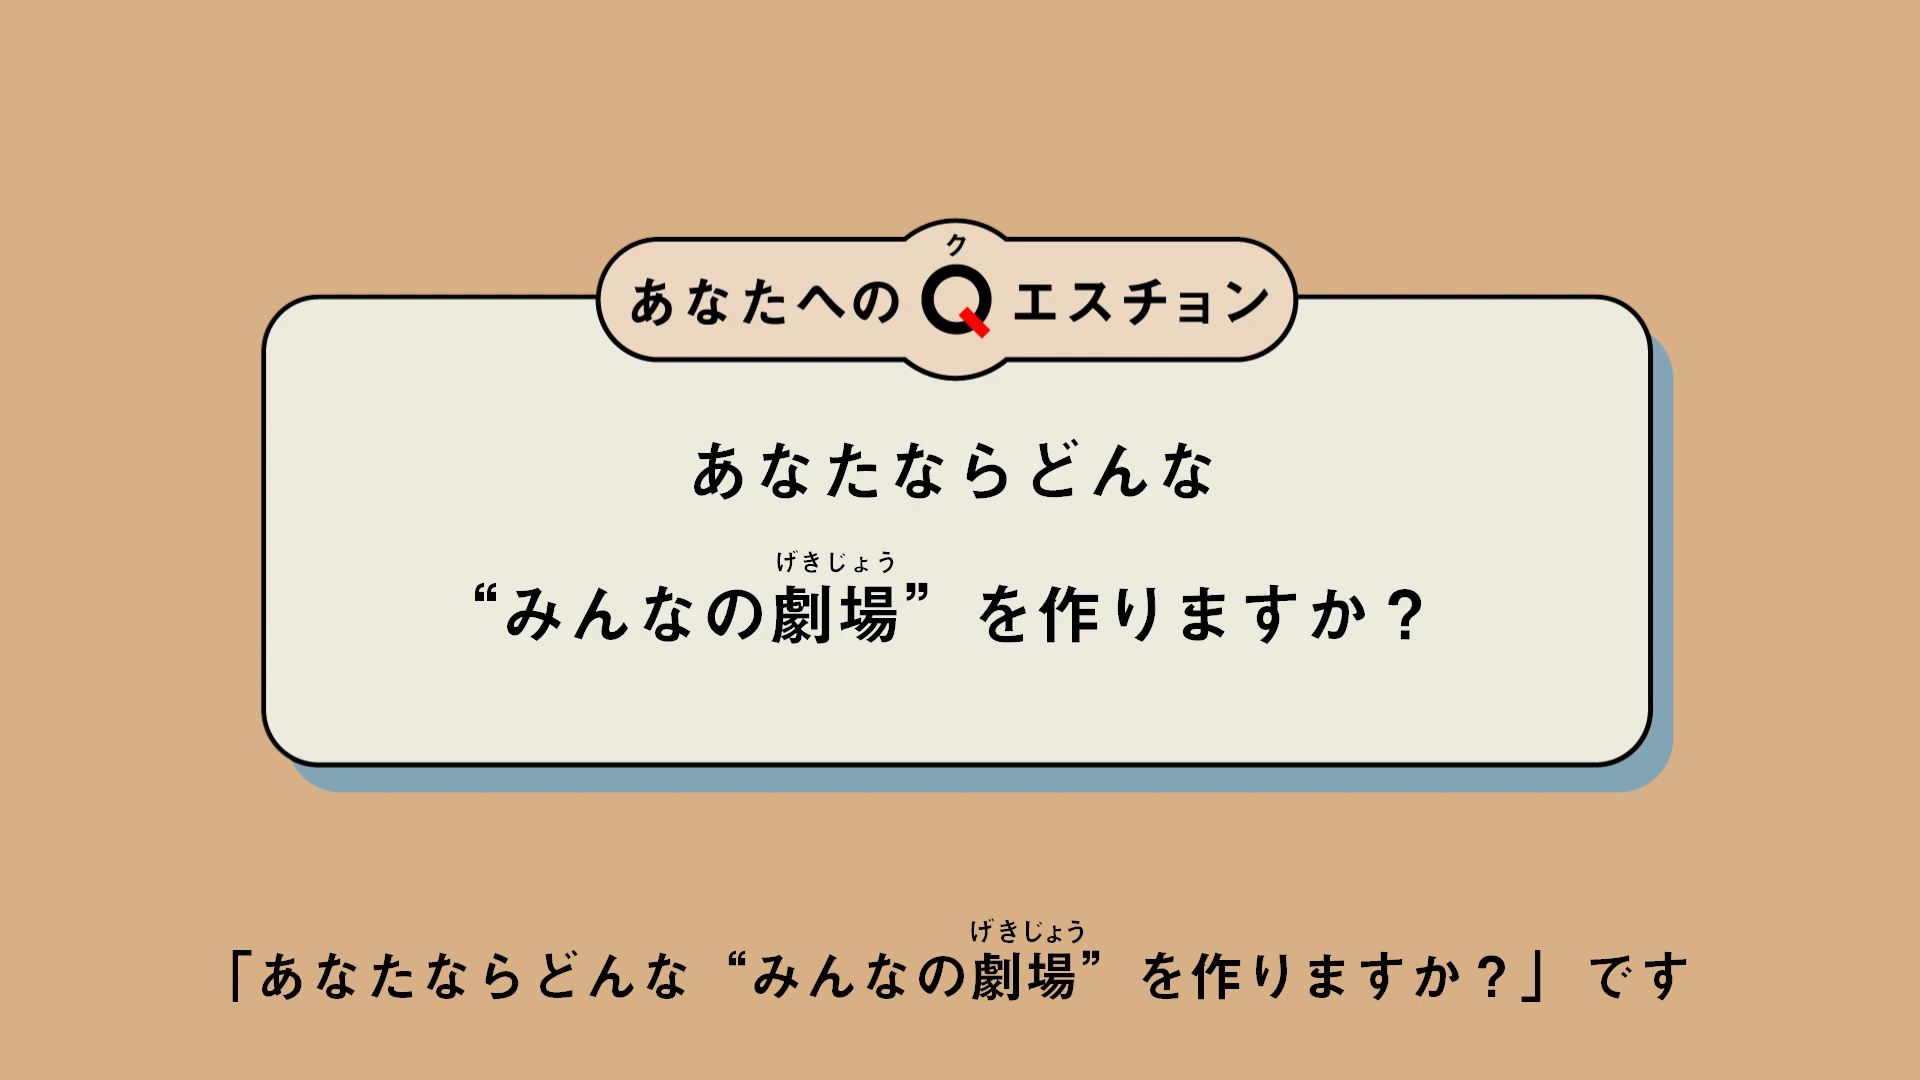 あなたへのQエスチョン
ク
あなたならどんな
げきじょう
“みんなの劇場”を作りますか？
げきじょう
「あなたならどんな“みんなの劇場”を作りますか？」です